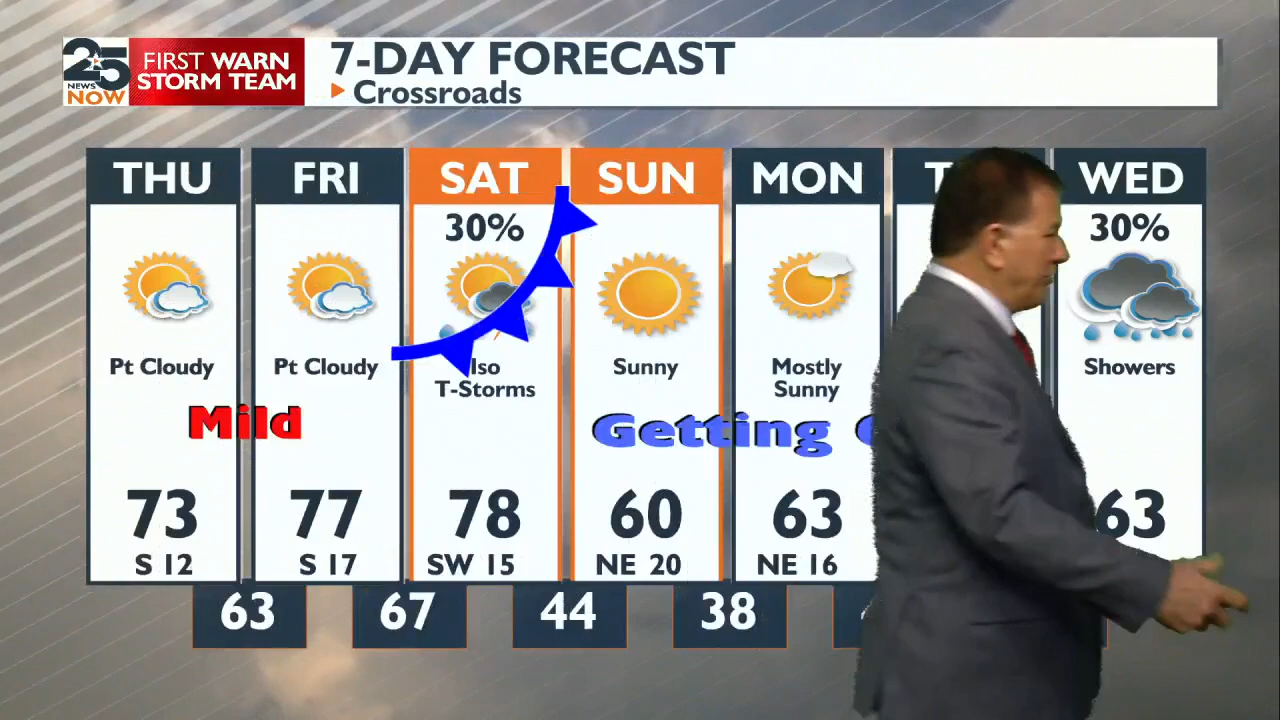 25
NEWS
NOW
FIRST WARN
STORM TEAM
7-DAY FORECAST
Crossroads
THU FRI SAT SUN MON WED
30% 30%
Pt Cloudy Pt Cloudy T-Storms Sunny Mostly Sunny Showers
Mild Getting
73 77 78 60 63 63
S 12 S 17 SW 15 NE 20 NE 16
63 67 44 38